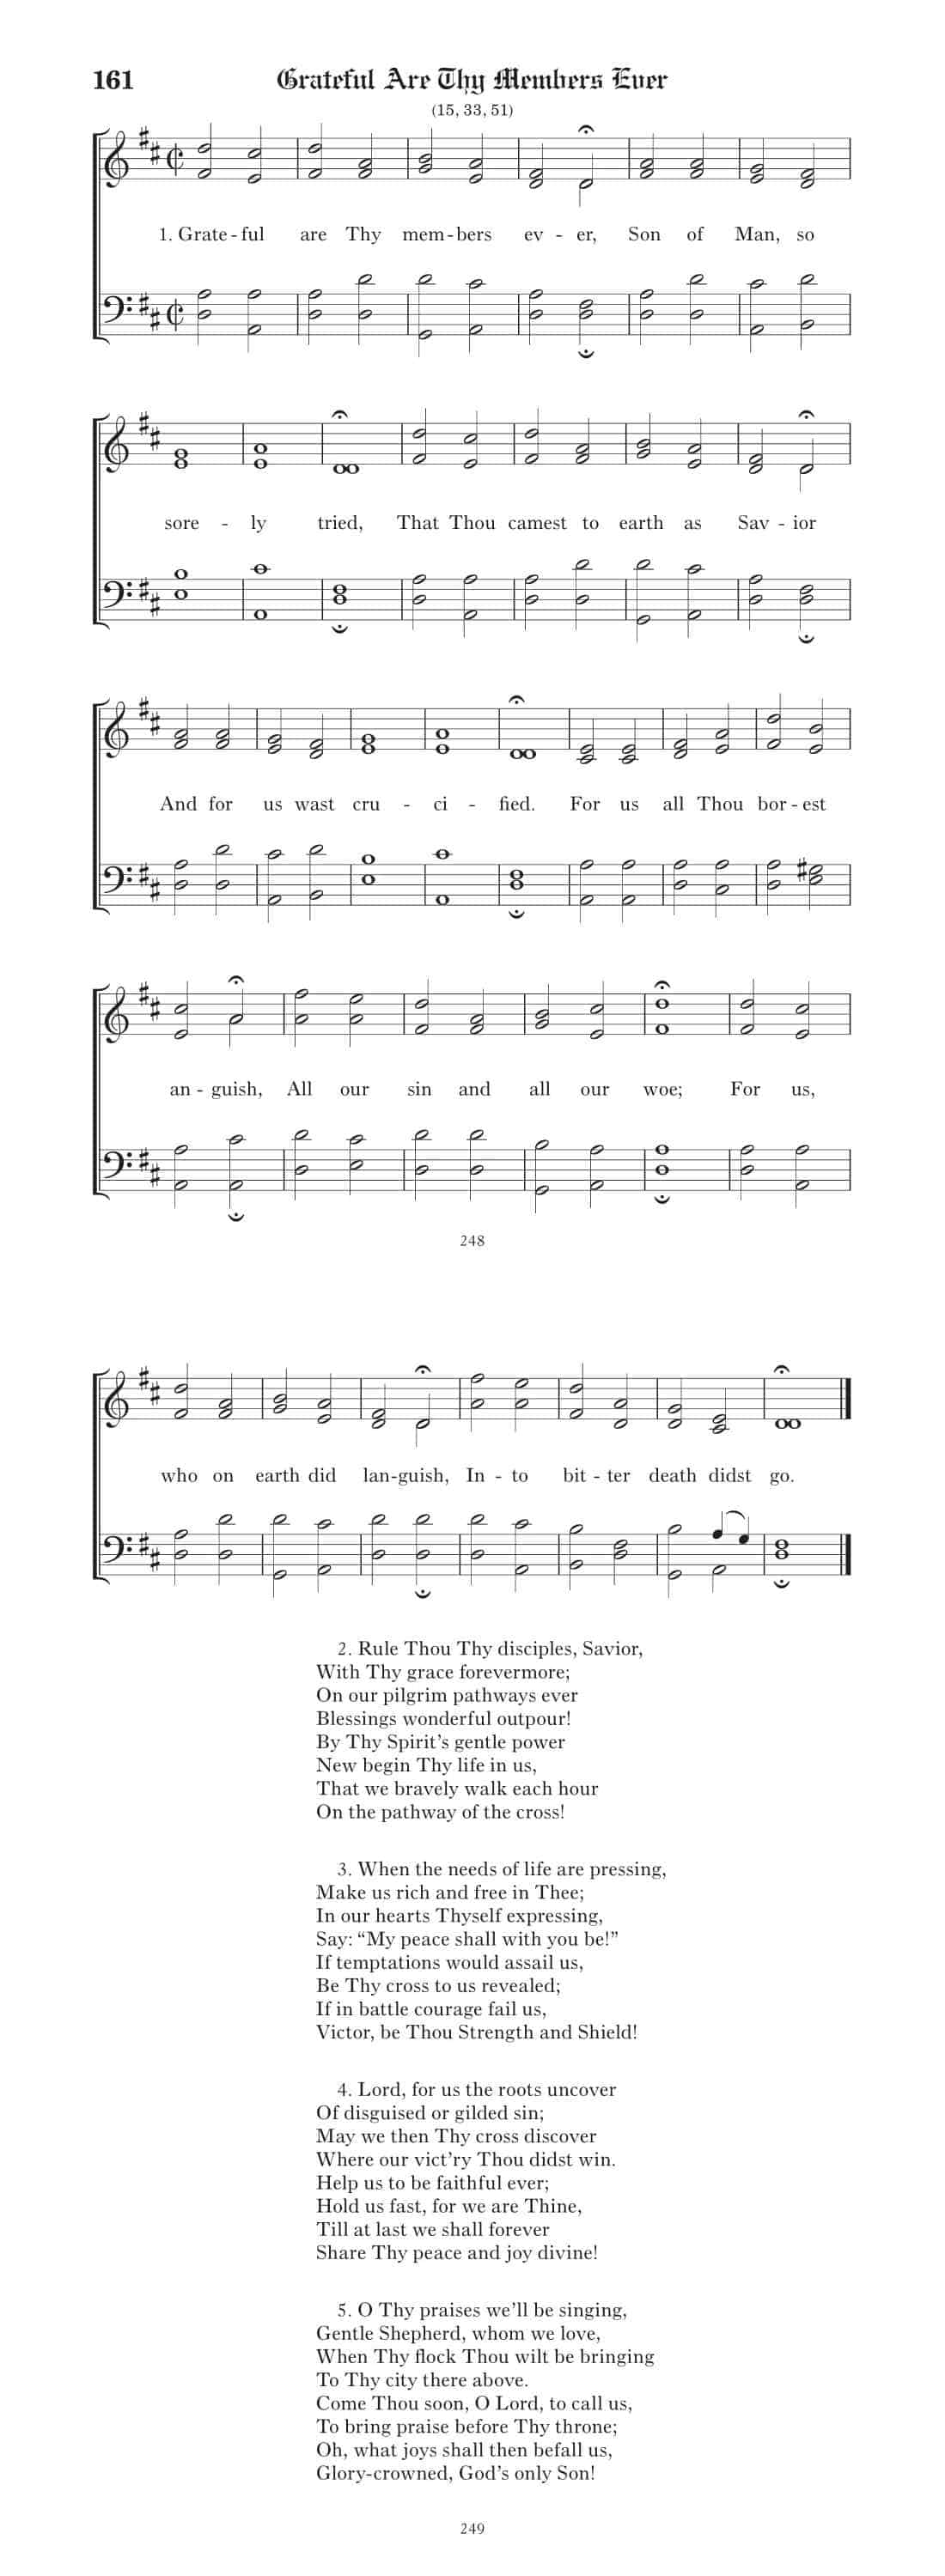 161 Grateful Are Thy Members Ever
(15, 33, 51)
1. Grate - ful are Thy mem - bers ev - er, Son of Man, so
sore - ly tried, That Thou camest to earth as Sav - ior
And for us wast cru - ci - fied. For us all Thou bor - est
an - guish, All our sin and all our woe; For us,
248
who on earth did lan - guish, In - to bit - ter death didst go.
2. Rule Thou Thy disciples, Savior,
With Thy grace forevermore;
On our pilgrim pathways ever
Blessings wonderful outpour!
By Thy Spirit’s gentle power
New begin Thy life in us,
That we bravely walk each hour
On the pathway of the cross!
3. When the needs of life are pressing,
Make us rich and free in Thee;
In our hearts Thyself expressing,
Say: “My peace shall with you be!”
If temptations would assail us,
Be Thy cross to us revealed;
If in battle courage fail us,
Victor, be Thou Strength and Shield!
4. Lord, for us the roots uncover
Of disguised or gilded sin;
May we then Thy cross discover
Where our vict’ry Thou didst win.
Help us to be faithful ever;
Hold us fast, for we are Thine,
Till at last we shall forever
Share Thy peace and joy divine!
5. O Thy praises we’ll be singing,
Gentle Shepherd, whom we love,
When Thy flock Thou wilt be bringing
To Thy city there above.
Come Thou soon, O Lord, to call us,
To bring praise before Thy throne;
Oh, what joys shall then befall us,
Glory-crowned, God’s only Son!
249